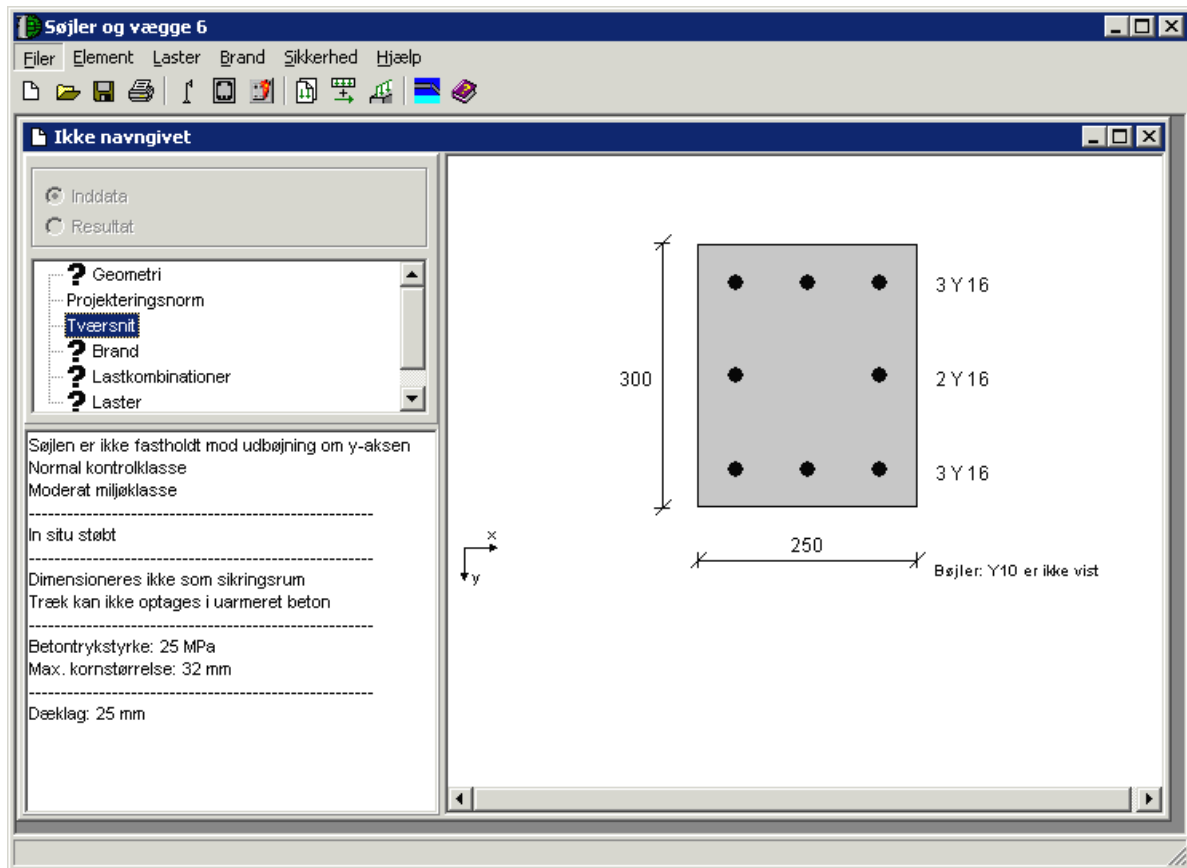 Søjler og vægge 6
Filer Element Laster Brand Sikkerhed Hjælp
Ikke navngivet
Inddata
Resultat
? Geometri
Projekteringsnorm
Tværsnit
? Brand
? Lastkombinationer
? Laster
Søjlen er ikke fastholdt mod udbøjning om y-aksen
Normal kontrolklasse
Moderat miljøklasse
------------------------------------------------------
In situ støbt
------------------------------------------------------
Dimensioneres ikke som sikringsrum
Træk kan ikke optages i uarmeret beton
------------------------------------------------------
Betontrykstyrke: 25 MPa
Max. kornstørrelse: 32 mm
------------------------------------------------------
Dæklag: 25 mm
3 Y 16
300
2 Y 16
3 Y 16
x
y
250
Bøjler: Y10 er ikke vist